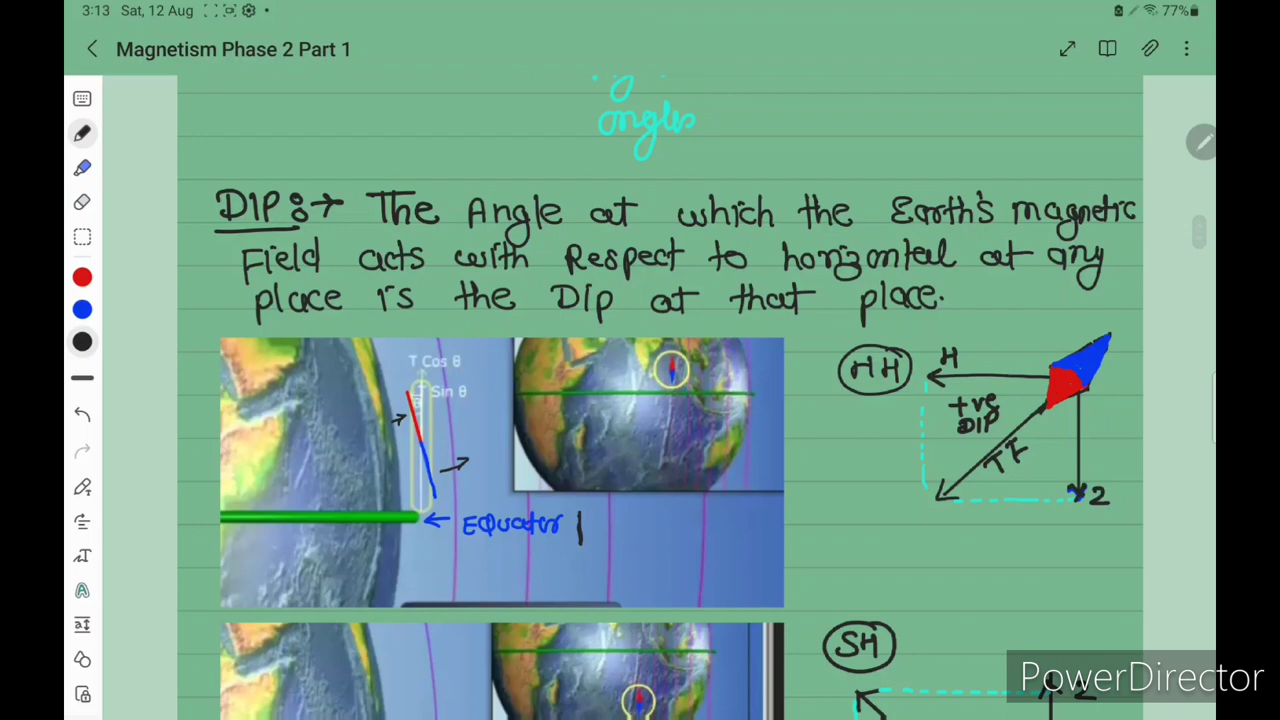 3:13 Sat, 12 Aug
77%
Magnetism Phase 2 Part 1
angles
DIP :→ The Angle at which the Earth's magnetic
Field acts with Respect to horizontal at any
place is the Dip at that place.
T Cos θ
T Sin θ
← Equator
HH
H
+ve
DIP
TF
Z
SH
Z
PowerDirector